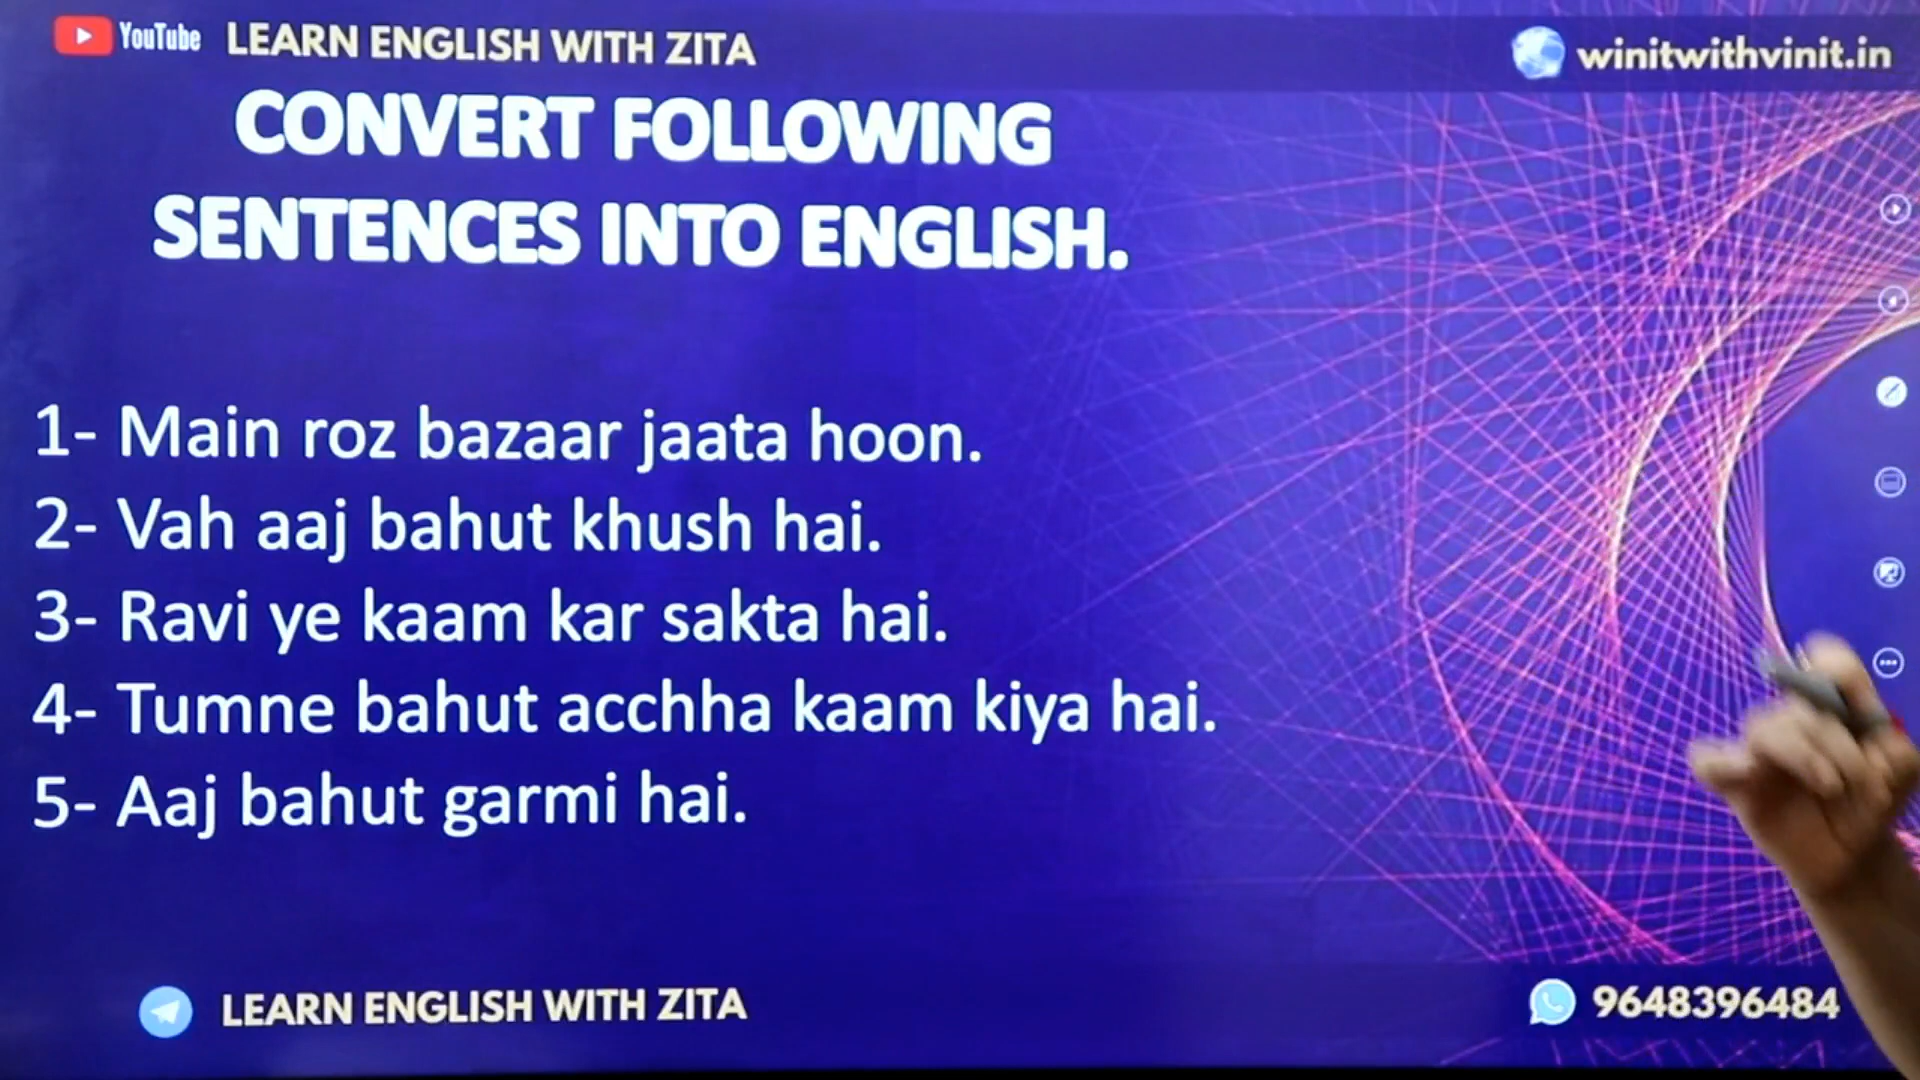 YouTube LEARN ENGLISH WITH ZITA
winitwithvinit.in
CONVERT FOLLOWING
SENTENCES INTO ENGLISH.
1- Main roz bazaar jaata hoon.
2- Vah aaj bahut khush hai.
3- Ravi ye kaam kar sakta hai.
4- Tumne bahut acchha kaam kiya hai.
5- Aaj bahut garmi hai.
LEARN ENGLISH WITH ZITA
9648396484